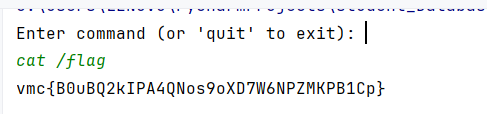 Enter command (or 'quit' to exit):
cat /flag
vmc{B0uBQ2kIPA4QNos9oXD7W6NPZMKPB1Cp}